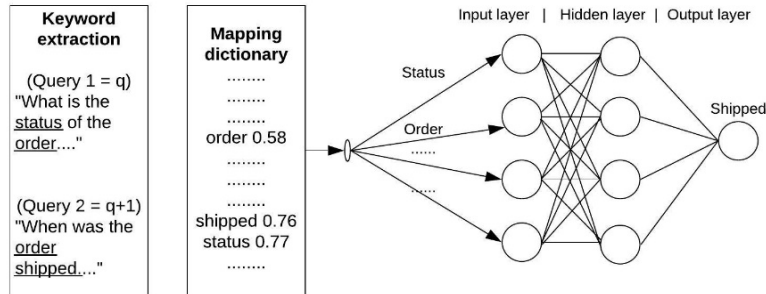 Keyword
extraction
(Query 1 = q)
"What is the
status of the
order...."
(Query 2 = q+1)
"When was the
order
shipped...."
Mapping
dictionary
........
........
........
order 0.58
........
........
........
shipped 0.76
status 0.77
........
Input layer | Hidden layer | Output layer
Status
Order
......
......
Shipped